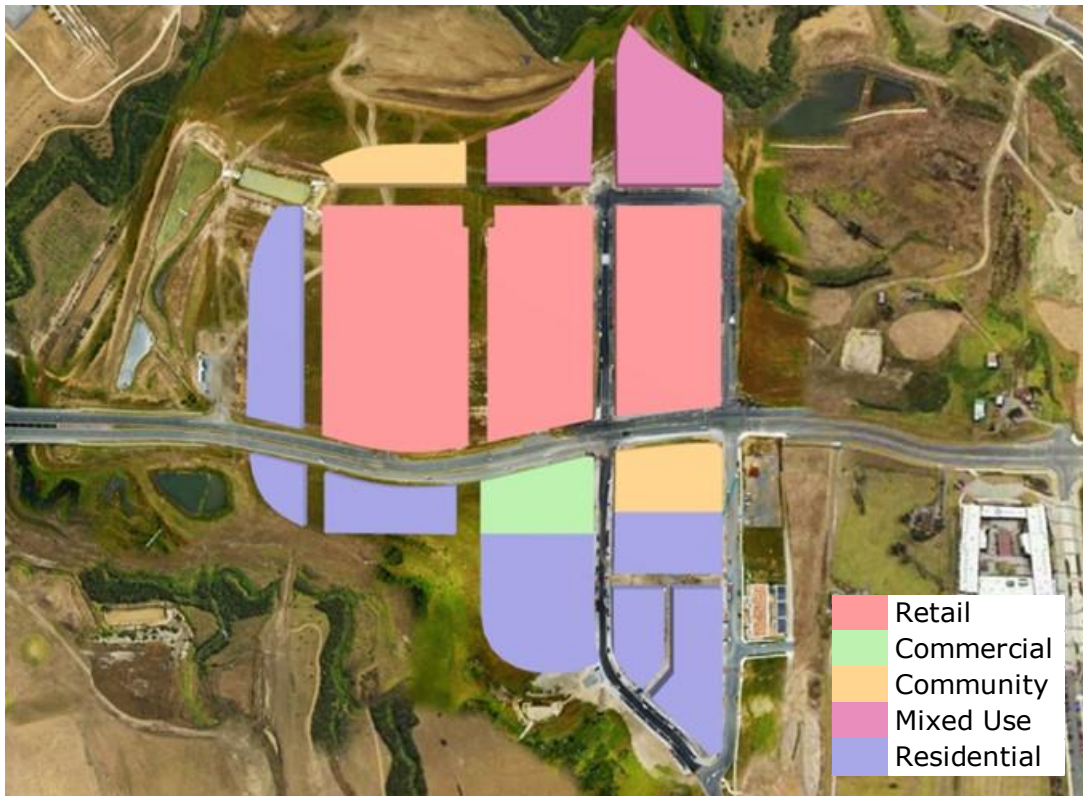 Retail
Commercial
Community
Mixed Use
Residential